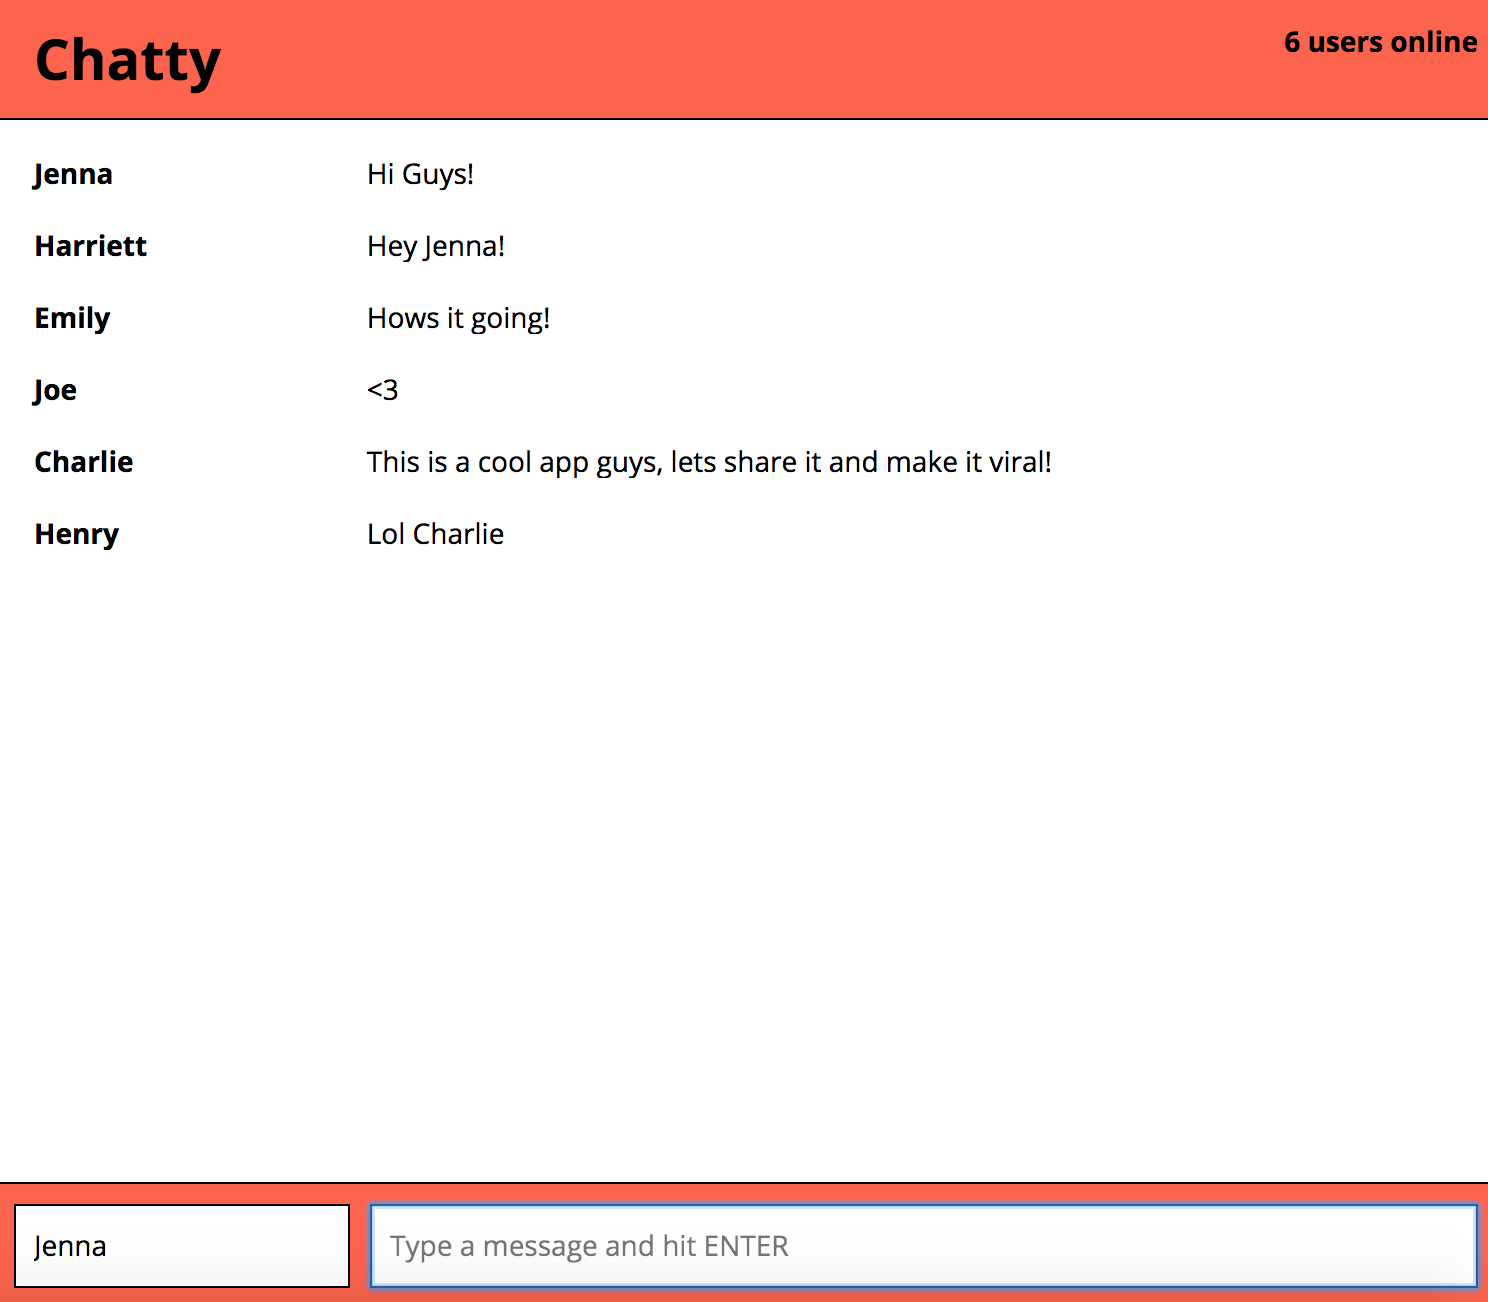 Chatty
6 users online
Jenna Hi Guys!
Harriett Hey Jenna!
Emily Hows it going!
Joe <3
Charlie This is a cool app guys, lets share it and make it viral!
Henry Lol Charlie
Jenna Type a message and hit ENTER